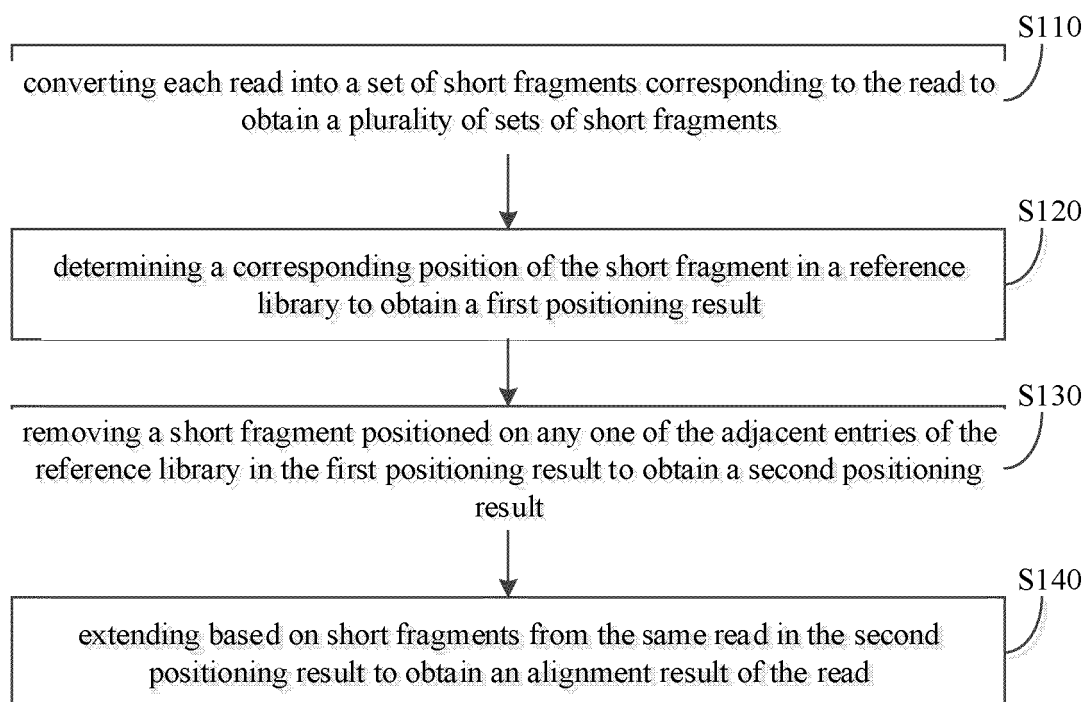 S110
converting each read into a set of short fragments corresponding to the read to
obtain a plurality of sets of short fragments
S120
determining a corresponding position of the short fragment in a reference
library to obtain a first positioning result
S130
removing a short fragment positioned on any one of the adjacent entries of the
reference library in the first positioning result to obtain a second positioning
result
S140
extending based on short fragments from the same read in the second
positioning result to obtain an alignment result of the read